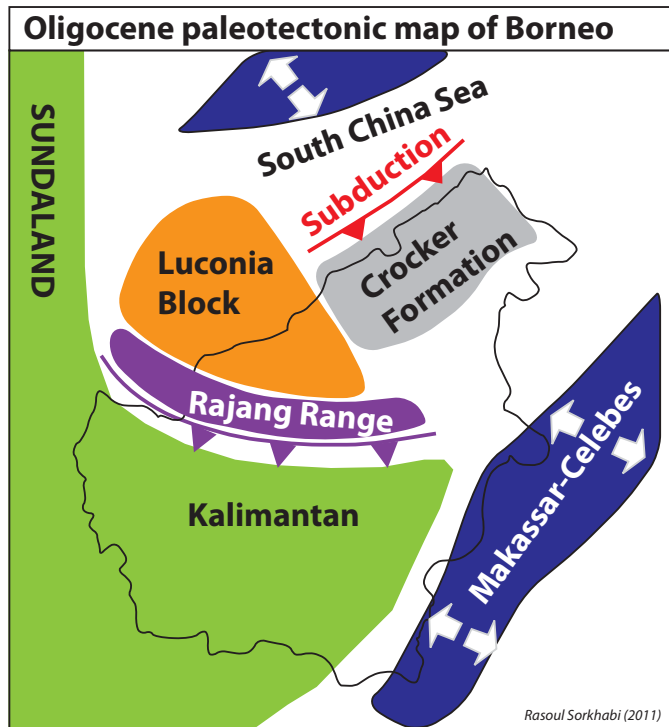 Oligocene paleotectonic map of Borneo
SUNDALAND
South China Sea
Subduction
Luconia
Block
Crocker
Formation
Rajang Range
Kalimantan
Makassar-Celebes
Rasoul Sorkhabi (2011)